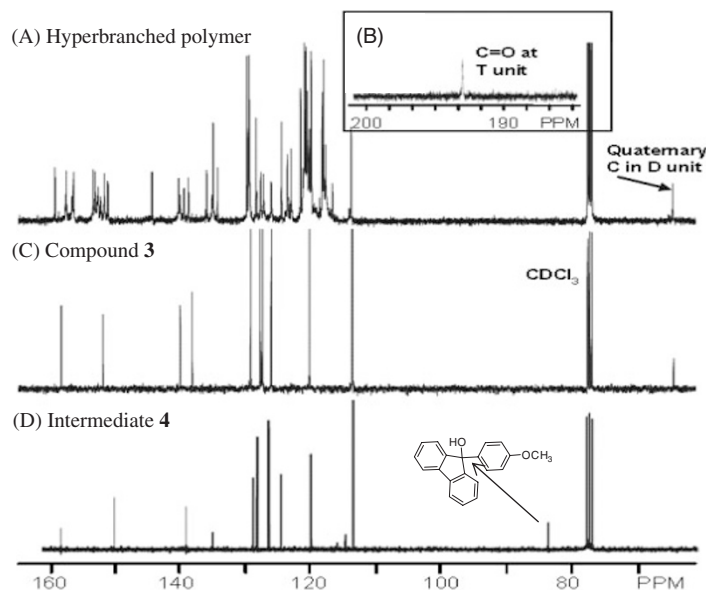 (A) Hyperbranched polymer
(B)
C=O at
T unit
200 190 PPM
Quaternary
C in D unit
(C) Compound 3
CDCl3
(D) Intermediate 4
HO
OCH3
160 140 120 100 80 PPM